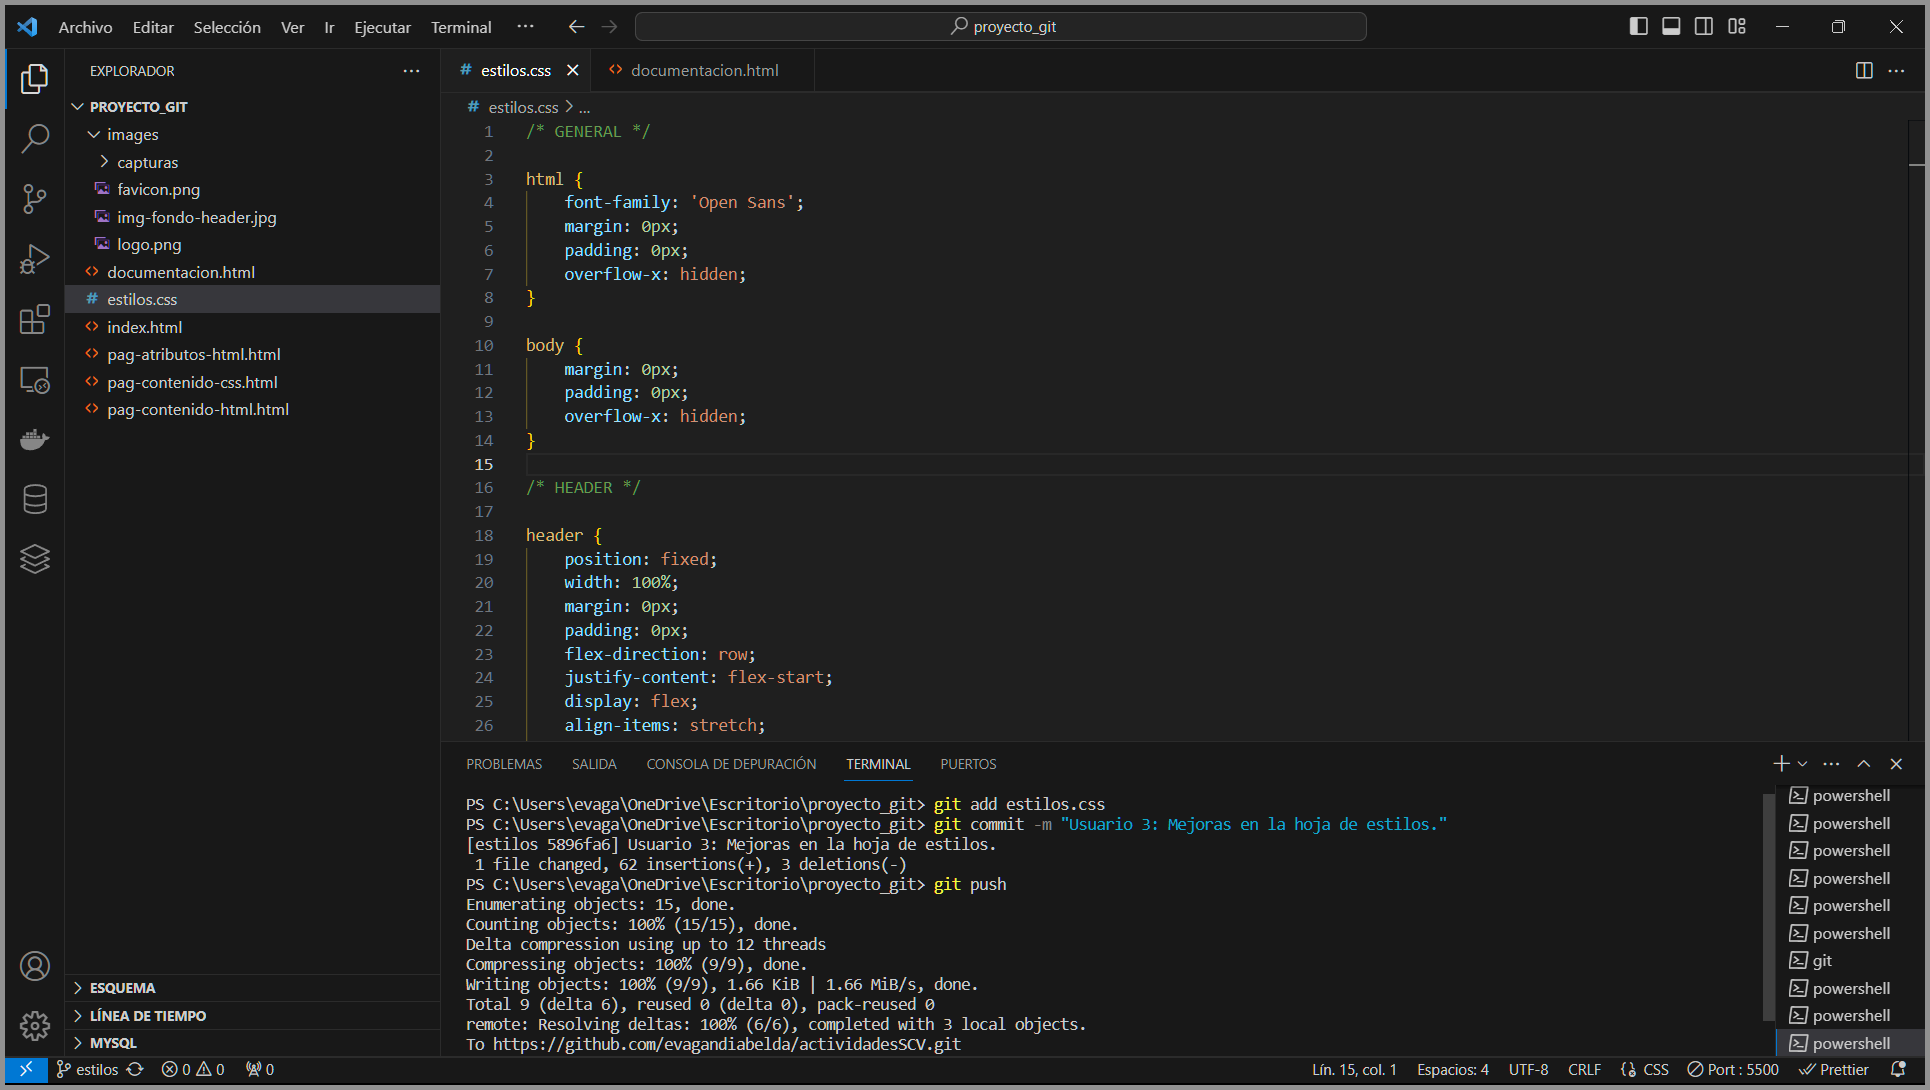 Archivo Editar Selección Ver Ir Ejecutar Terminal ··· proyecto_git
EXPLORADOR ···
PROYECTO_GIT
images
capturas
favicon.png
img-fondo-header.jpg
logo.png
documentacion.html
estilos.css
index.html
pag-atributos-html.html
pag-contenido-css.html
pag-contenido-html.html
ESQUEMA
LÍNEA DE TIEMPO
MYSQL
# estilos.css <> documentacion.html
# estilos.css > ...
1 /* GENERAL */
2
3 html {
4 font-family: 'Open Sans';
5 margin: 0px;
6 padding: 0px;
7 overflow-x: hidden;
8 }
9
10 body {
11 margin: 0px;
12 padding: 0px;
13 overflow-x: hidden;
14 }
15
16 /* HEADER */
17
18 header {
19 position: fixed;
20 width: 100%;
21 margin: 0px;
22 padding: 0px;
23 flex-direction: row;
24 justify-content: flex-start;
25 display: flex;
26 align-items: stretch;
PROBLEMAS SALIDA CONSOLA DE DEPURACIÓN TERMINAL PUERTOS
PS C:\Users\evaga\OneDrive\Escritorio\proyecto_git> git add estilos.css
PS C:\Users\evaga\OneDrive\Escritorio\proyecto_git> git commit -m "Usuario 3: Mejoras en la hoja de estilos."
[estilos 5896fa6] Usuario 3: Mejoras en la hoja de estilos.
1 file changed, 62 insertions(+), 3 deletions(-)
PS C:\Users\evaga\OneDrive\Escritorio\proyecto_git> git push
Enumerating objects: 15, done.
Counting objects: 100% (15/15), done.
Delta compression using up to 12 threads
Compressing objects: 100% (9/9), done.
Writing objects: 100% (9/9), 1.66 KiB | 1.66 MiB/s, done.
Total 9 (delta 6), reused 0 (delta 0), pack-reused 0
remote: Resolving deltas: 100% (6/6), completed with 3 local objects.
To https://github.com/evagandiabelda/actividadesSCV.git
powershell
powershell
powershell
powershell
powershell
powershell
git
powershell
powershell
powershell
estilos 0 0 0 Lín. 15, col. 1 Espacios: 4 UTF-8 CRLF CSS Port : 5500 Prettier